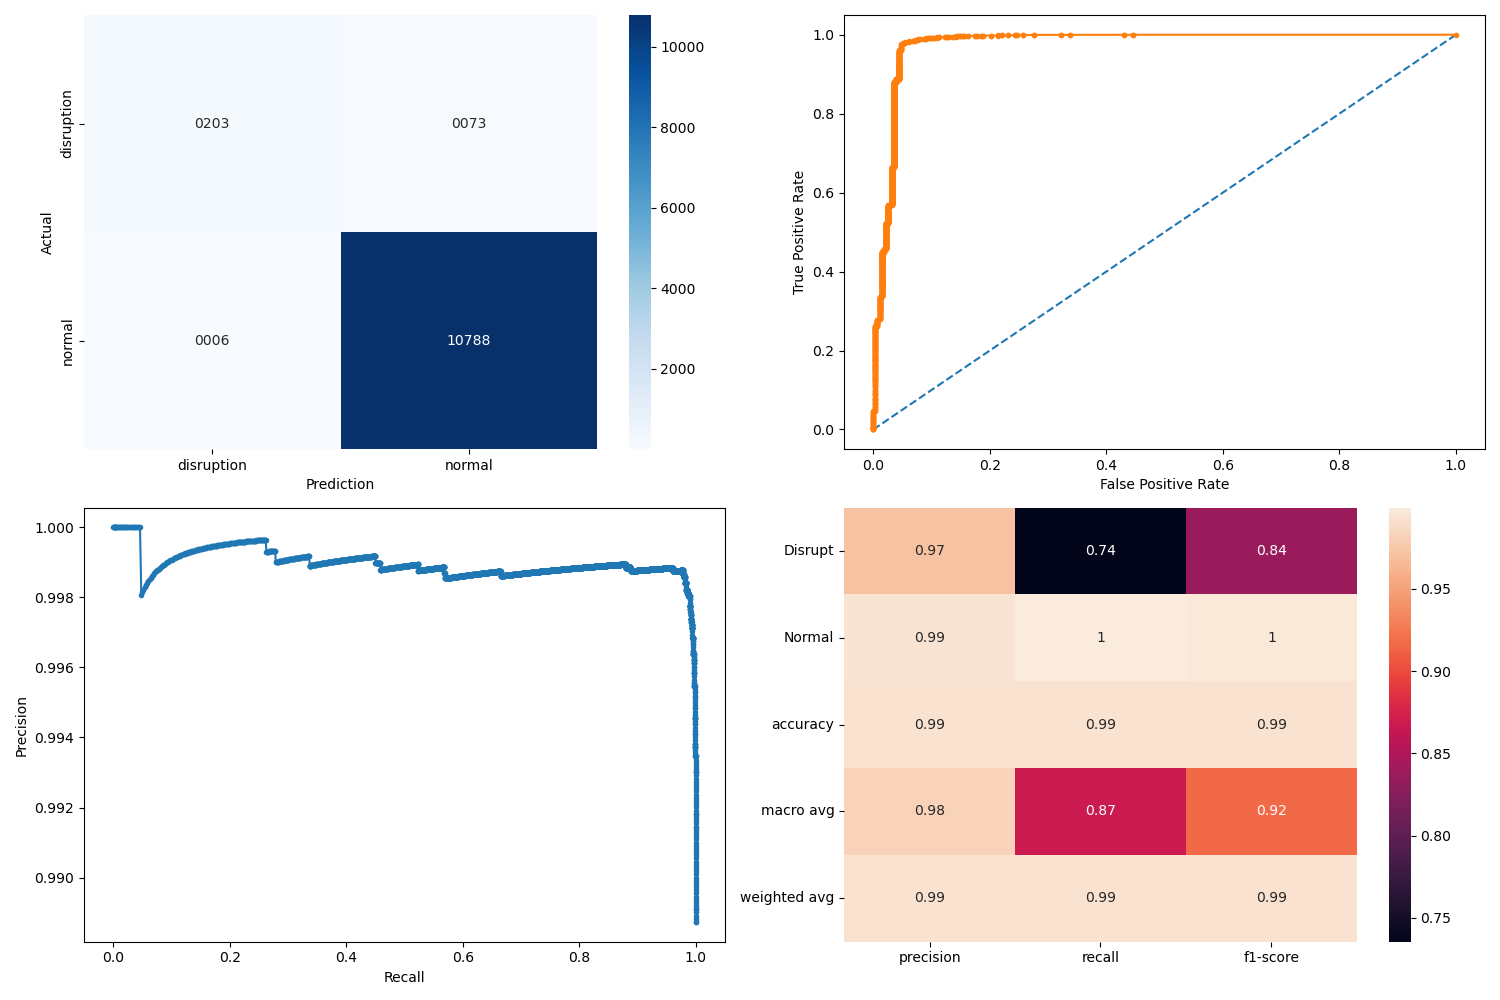 disruption
normal
Actual
0203
0073
0006
10788
disruption
normal
Prediction
10000
8000
6000
4000
2000
1.0
0.8
0.6
0.4
0.2
0.0
True Positive Rate
0.0
0.2
0.4
0.6
0.8
1.0
False Positive Rate
1.000
0.998
0.996
0.994
0.992
0.990
Precision
0.0
0.2
0.4
0.6
0.8
1.0
Recall
Disrupt
0.97
0.74
0.84
Normal
0.99
1
1
accuracy
0.99
0.99
0.99
macro avg
0.98
0.87
0.92
weighted avg
0.99
0.99
0.99
precision
recall
f1-score
0.95
0.90
0.85
0.80
0.75